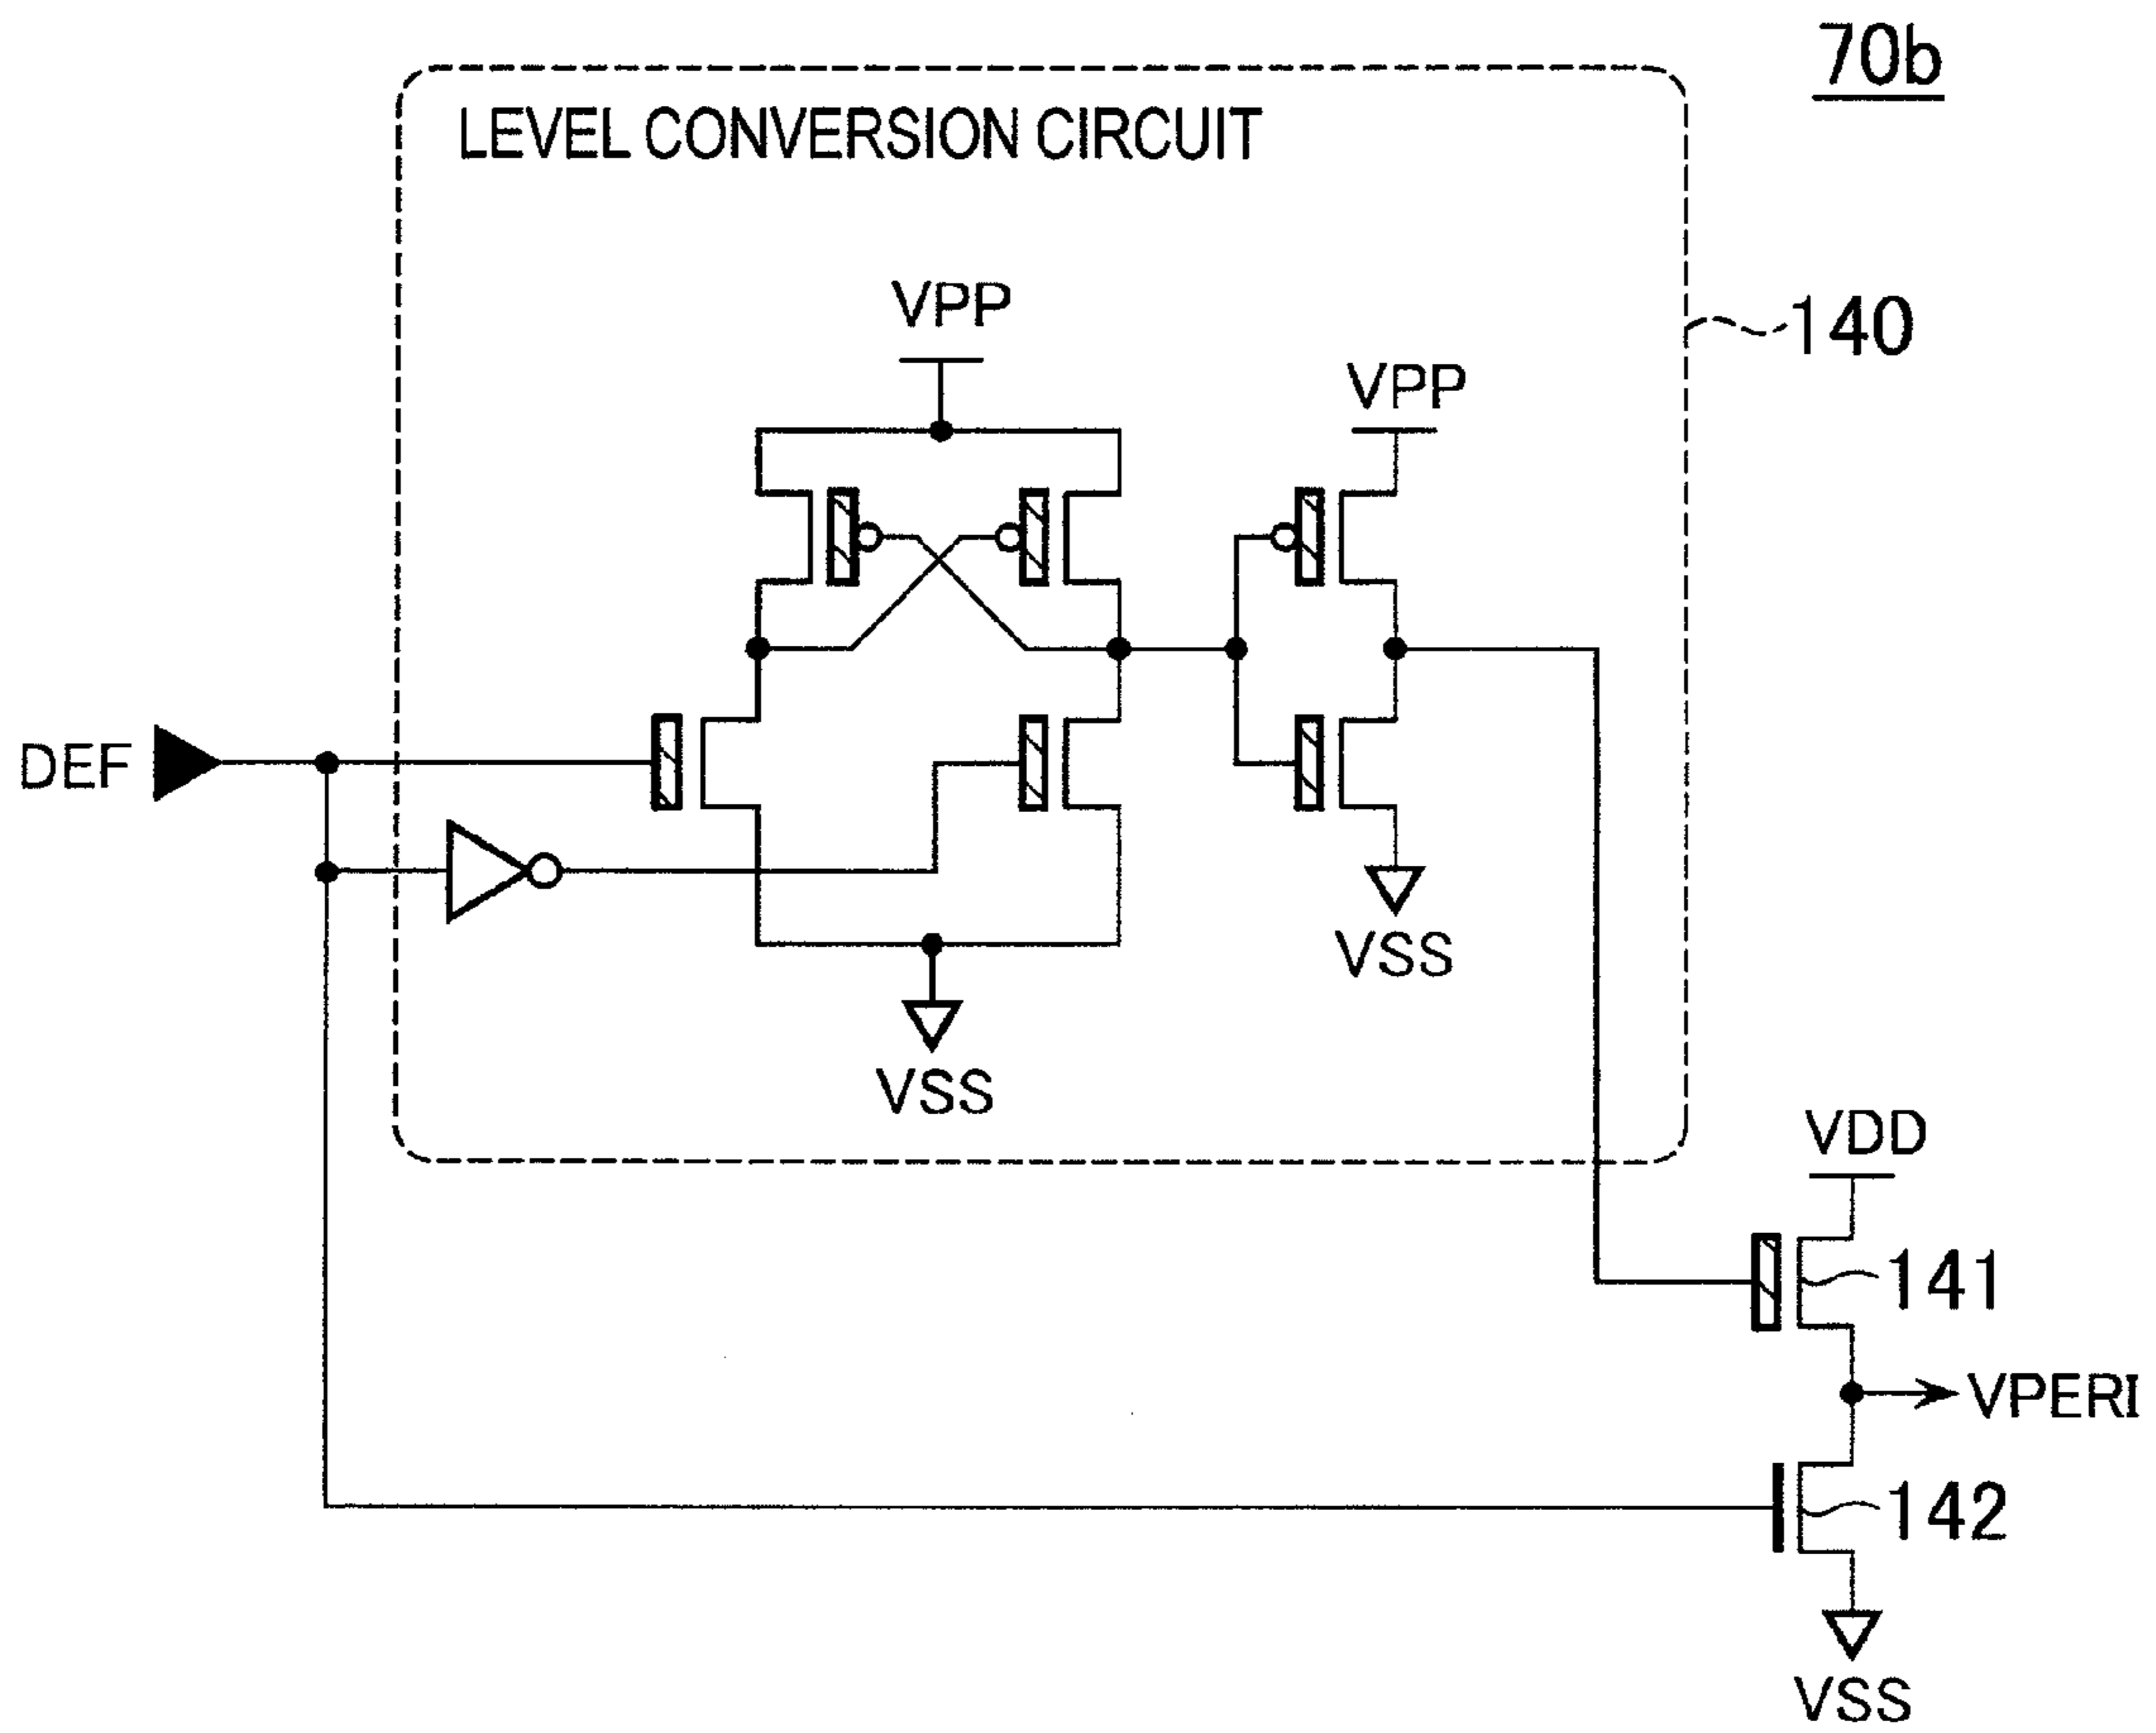 70b
LEVEL CONVERSION CIRCUIT
VPP
140
VPP
DEF
VSS
VSS
VDD
141
VPERI
142
VSS